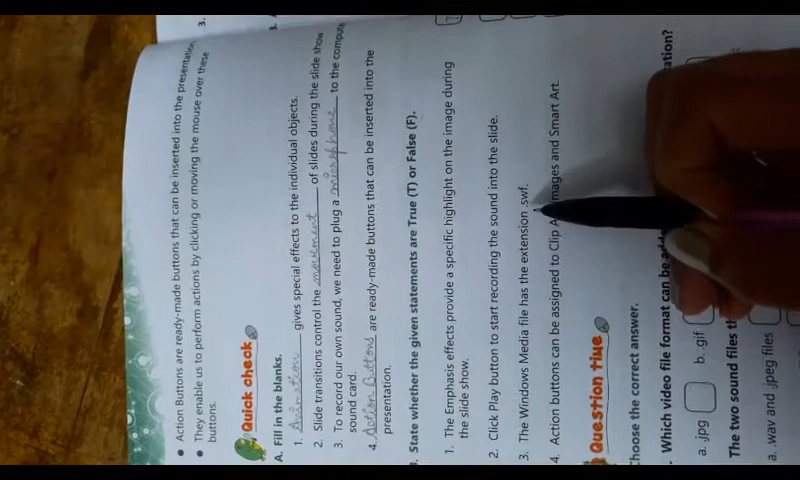 • Action Buttons are ready-made buttons that can be inserted into the presentation
• They enable us to perform actions by clicking or moving the mouse over these
buttons.
3.
3. A
Quick check
A. Fill in the blanks.
1. Animation gives special effects to the individual objects.
2. Slide transitions control the movement of slides during the slide show
3. To record our own sound, we need to plug a microphone to the compute
sound card.
4. Action Buttons are ready-made buttons that can be inserted into the
presentation.
State whether the given statements are True (T) or False (F).
1. The Emphasis effects provide a specific highlight on the image during
the slide show.
2. Click Play button to start recording the sound into the slide.
3. The Windows Media file has the extension .swf.
4. Action buttons can be assigned to Clip A mages and Smart Art.
Question time
Choose the correct answer.
Which video file format can be adde ation?
a. .jpg b. .gif
The two sound files t
a. .wav and .jpeg files